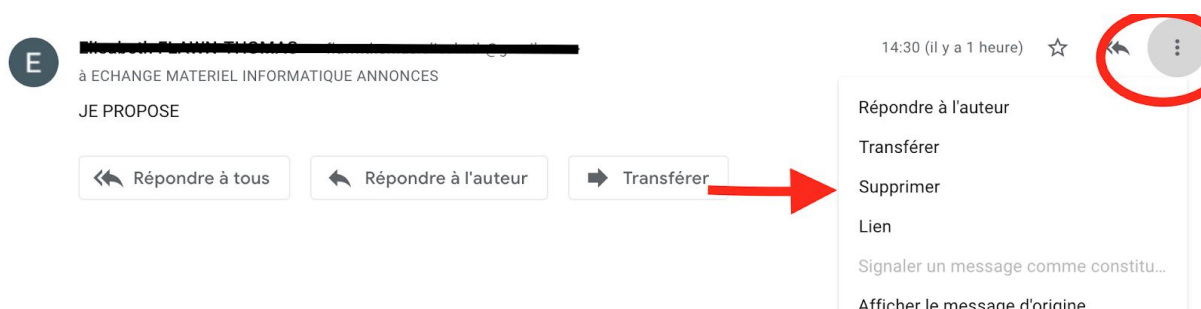 E
14:30 (il y a 1 heure)
à ECHANGE MATERIEL INFORMATIQUE ANNONCES
JE PROPOSE
Répondre à tous
Répondre à l'auteur
Transférer
Répondre à l'auteur
Transférer
Supprimer
Lien
Signaler un message comme constitu…
Afficher le message d'origine